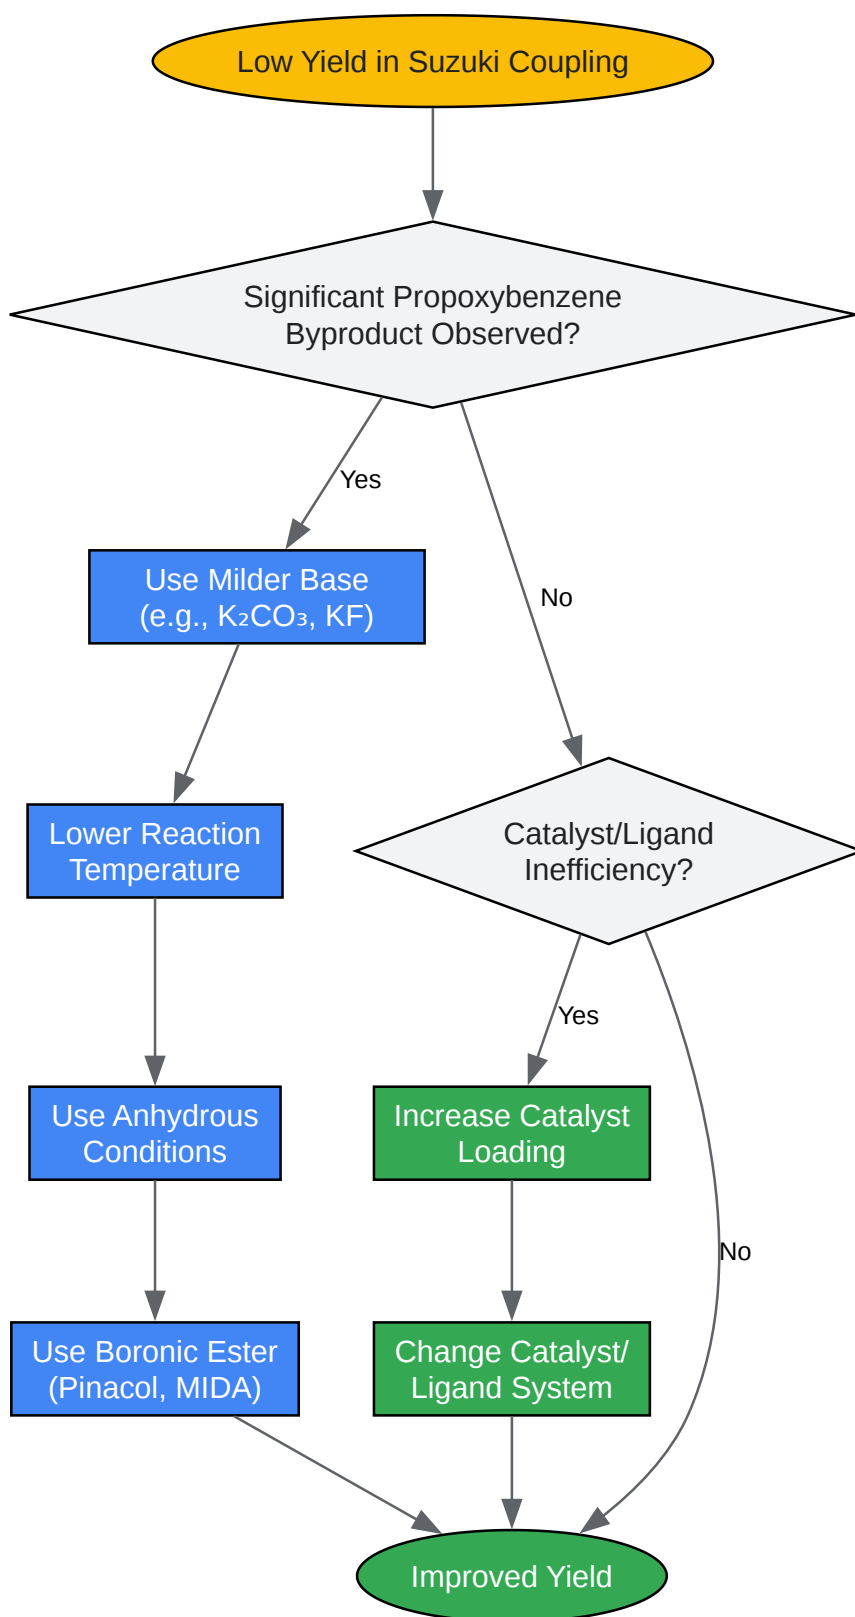 Low Yield in Suzuki Coupling
Significant Propoxybenzene
Byproduct Observed?
Yes
No
Use Milder Base
(e.g., K₂CO₃, KF)
Lower Reaction
Temperature
Catalyst/Ligand
Inefficiency?
Yes
No
Use Anhydrous
Conditions
Increase Catalyst
Loading
Use Boronic Ester
(Pinacol, MIDA)
Change Catalyst/
Ligand System
Improved Yield